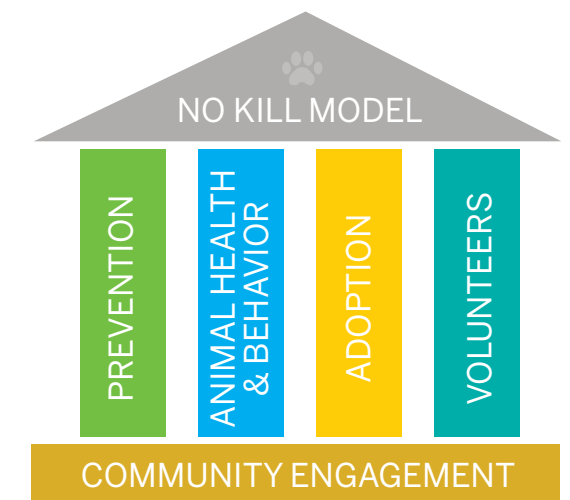 NO KILL MODEL
PREVENTION
ANIMAL HEALTH
& BEHAVIOR
ADOPTION
VOLUNTEERS
COMMUNITY ENGAGEMENT